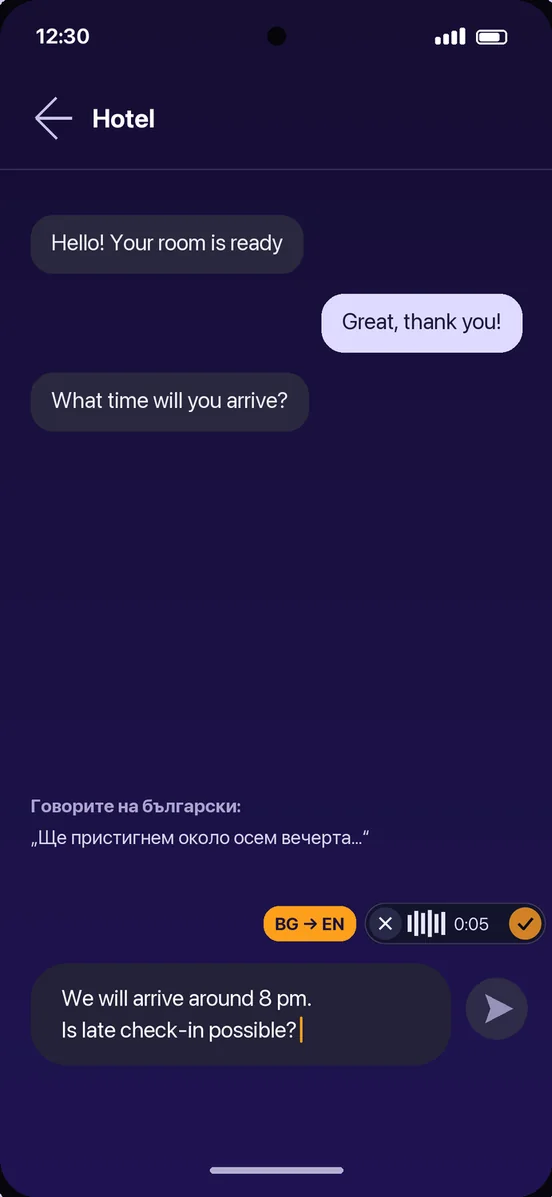 12:30
Hotel
Hello! Your room is ready
Great, thank you!
What time will you arrive?
Говорите на български:
„Ще пристигнем около осем вечерта...“
BG → EN
0:05
We will arrive around 8 pm.
Is late check-in possible?